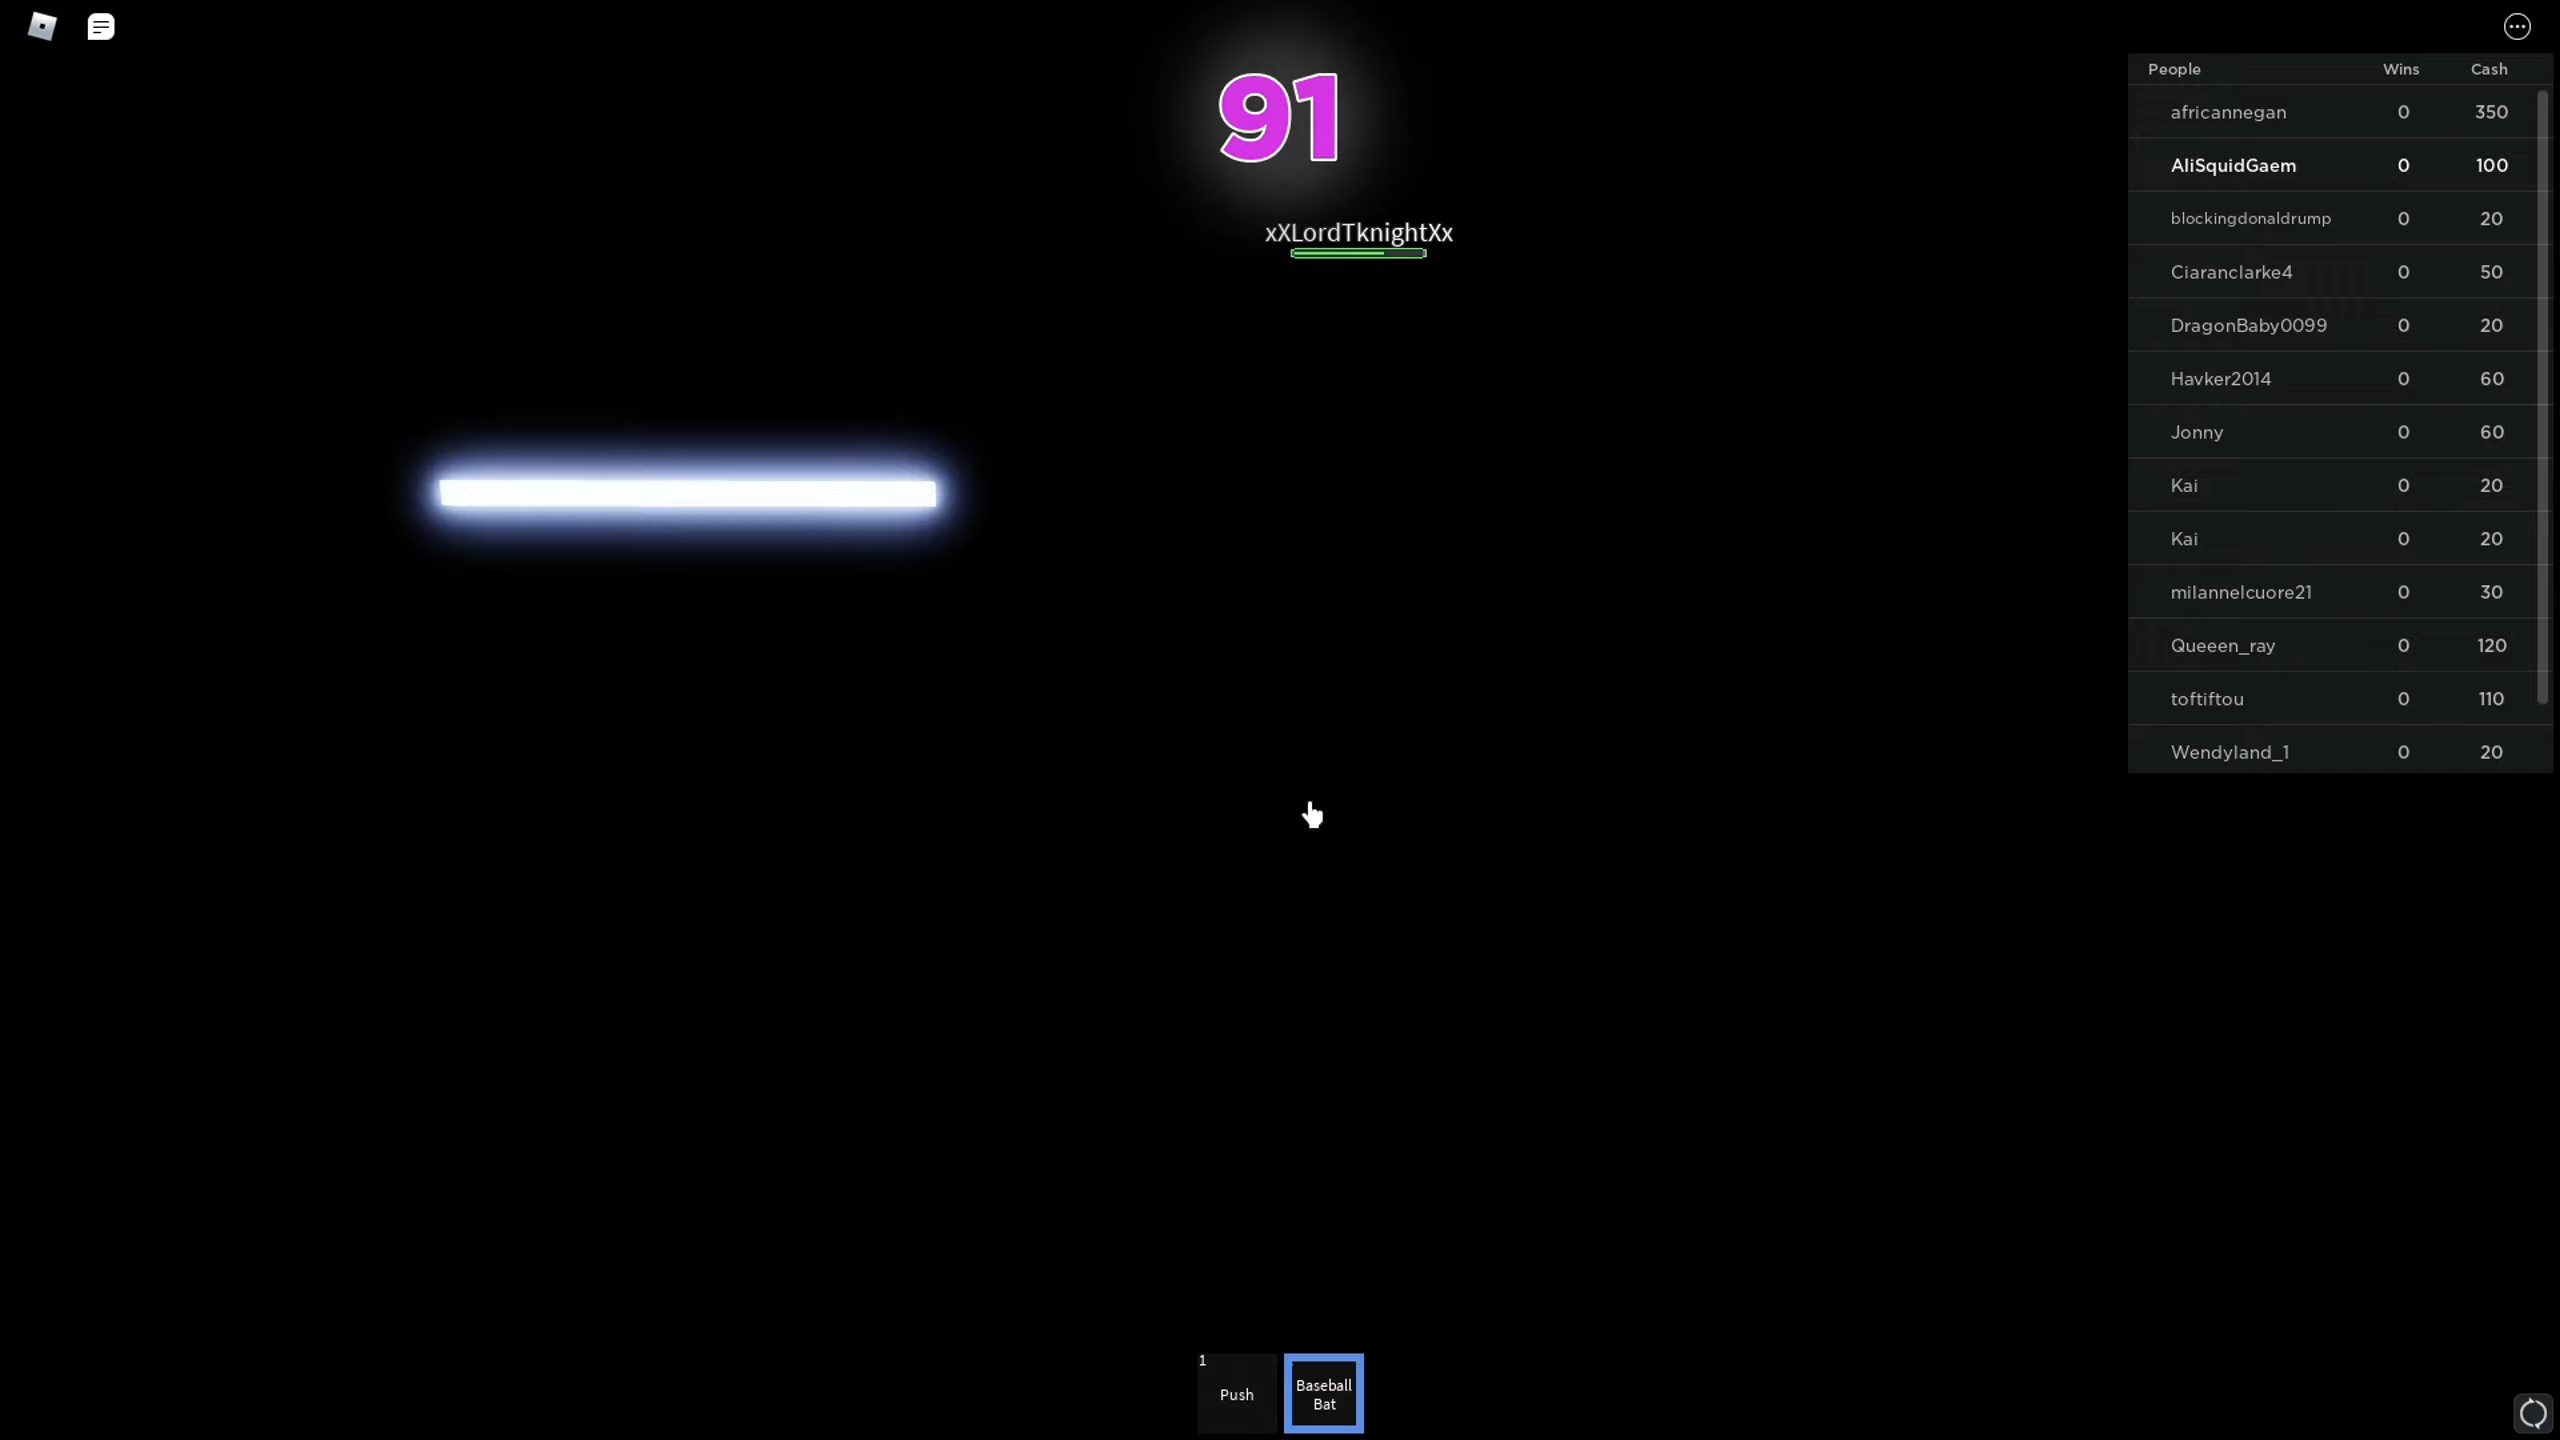 91
xXLordTknightXx
People Wins Cash
africannegan 0 350
AliSquidGaem 0 100
blockingdonaldrump 0 20
Ciaranclarke4 0 50
DragonBaby0099 0 20
Havker2014 0 60
Jonny 0 60
Kai 0 20
Kai 0 20
milannelcuore21 0 30
Queeen_ray 0 120
toftiftou 0 110
Wendyland_1 0 20
1
Push
Baseball
Bat